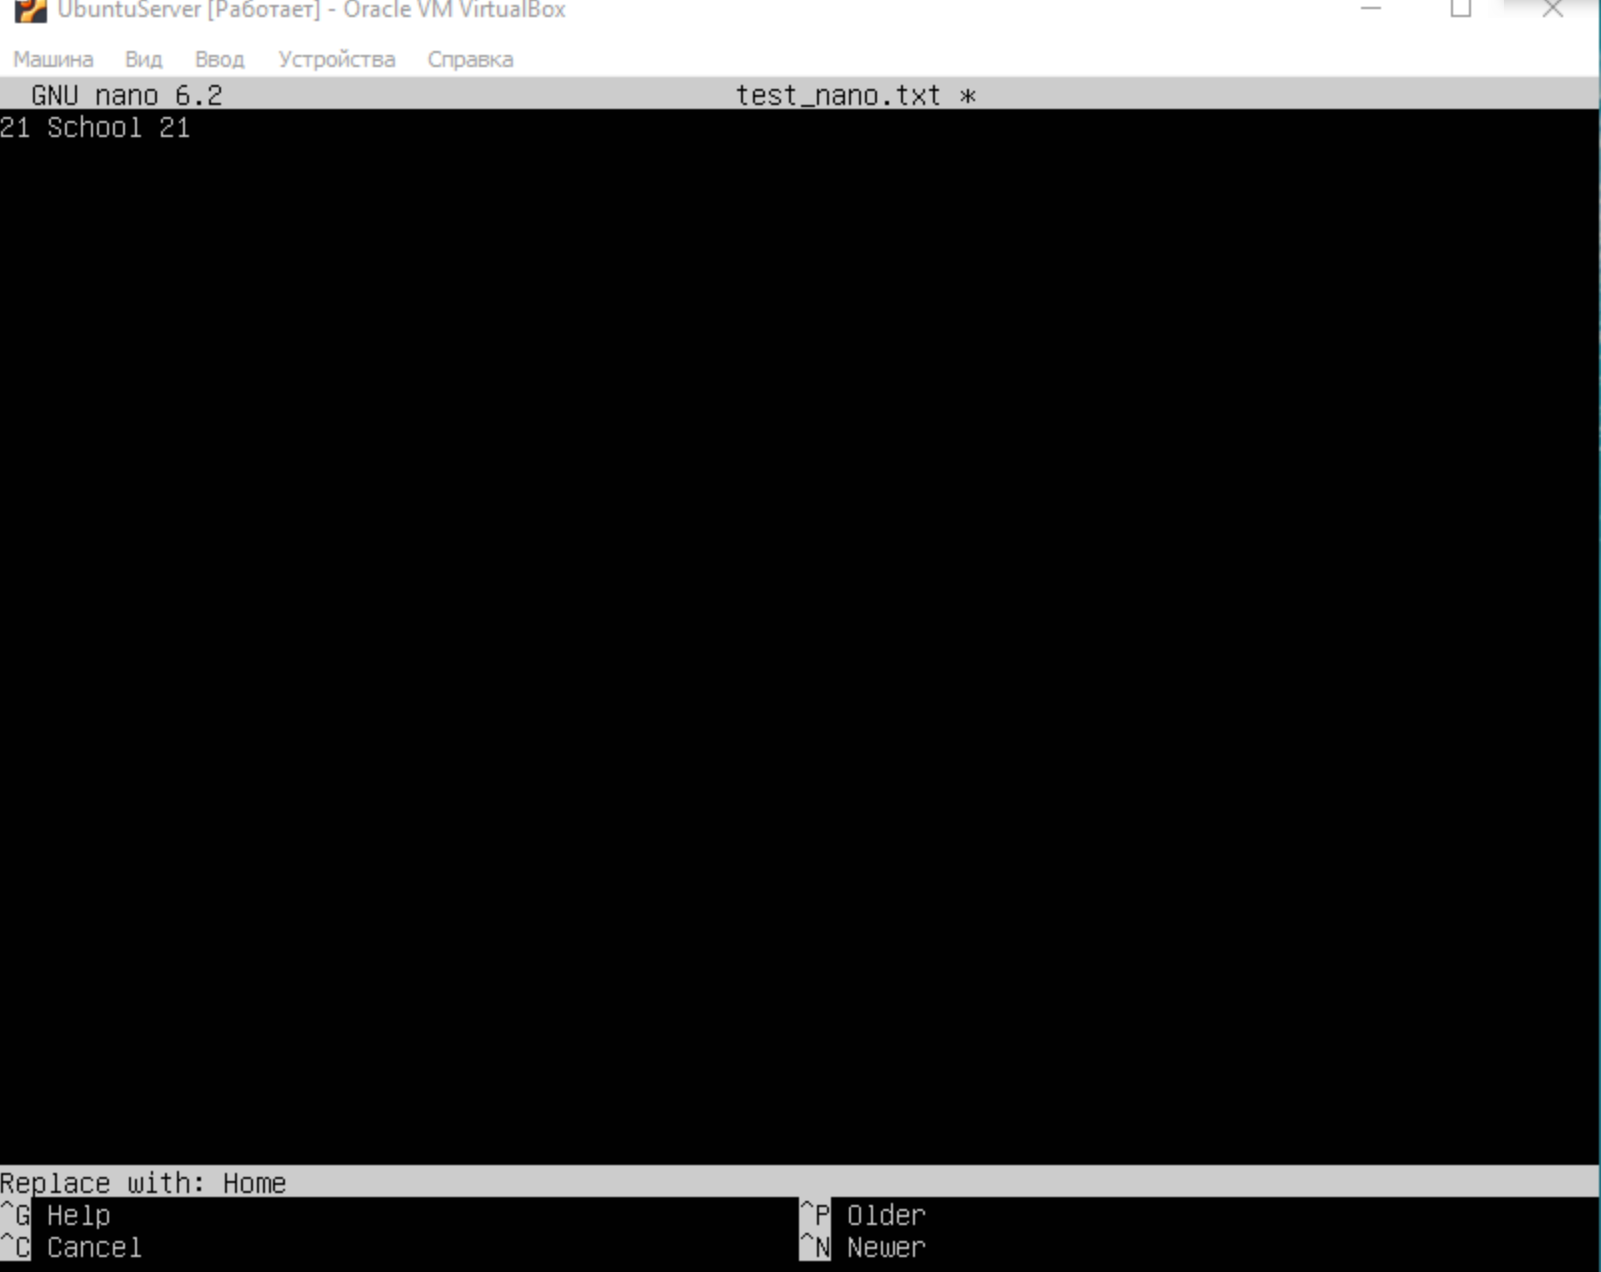 UbuntuServer [Работает] - Oracle VM VirtualBox
Машина Вид Ввод Устройства Справка
GNU nano 6.2 test_nano.txt *
21 School 21
Replace with: Home
^G Help ^P Older
^C Cancel ^N Newer